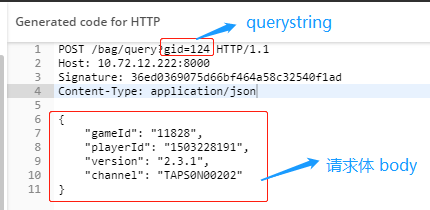 Generated code for HTTP
querystring
1 POST /bag/query?gid=124 HTTP/1.1
2 Host: 10.72.12.222:8000
3 Signature: 36ed0369075d66bf464a58c32540f1ad
4 Content-Type: application/json
5
6 {
7 "gameId": "11828",
8 "playerId": "1503228191",
9 "version": "2.3.1",
10 "channel": "TAPS0N00202"
11 }
请求体 body